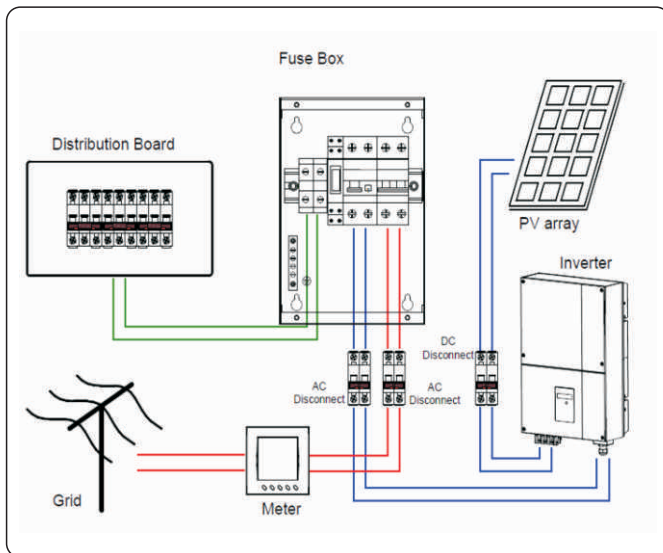 Fuse Box
Distribution Board
PV array
Inverter
DC
Disconnect
AC
Disconnect
AC
Disconnect
Grid
Meter